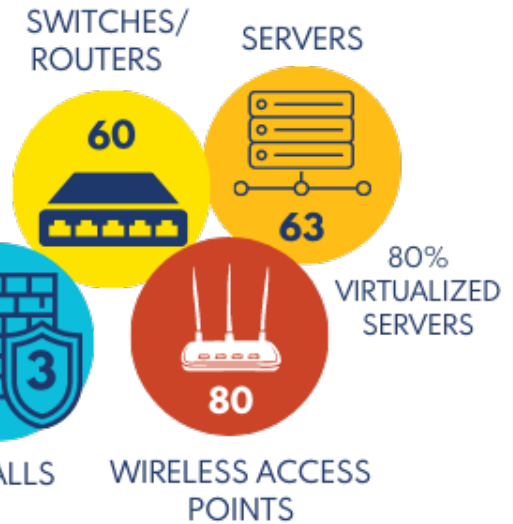 SWITCHES/
ROUTERS
SERVERS
60
63
80%
VIRTUALIZED
SERVERS
3
80
ALLS
WIRELESS ACCESS
POINTS